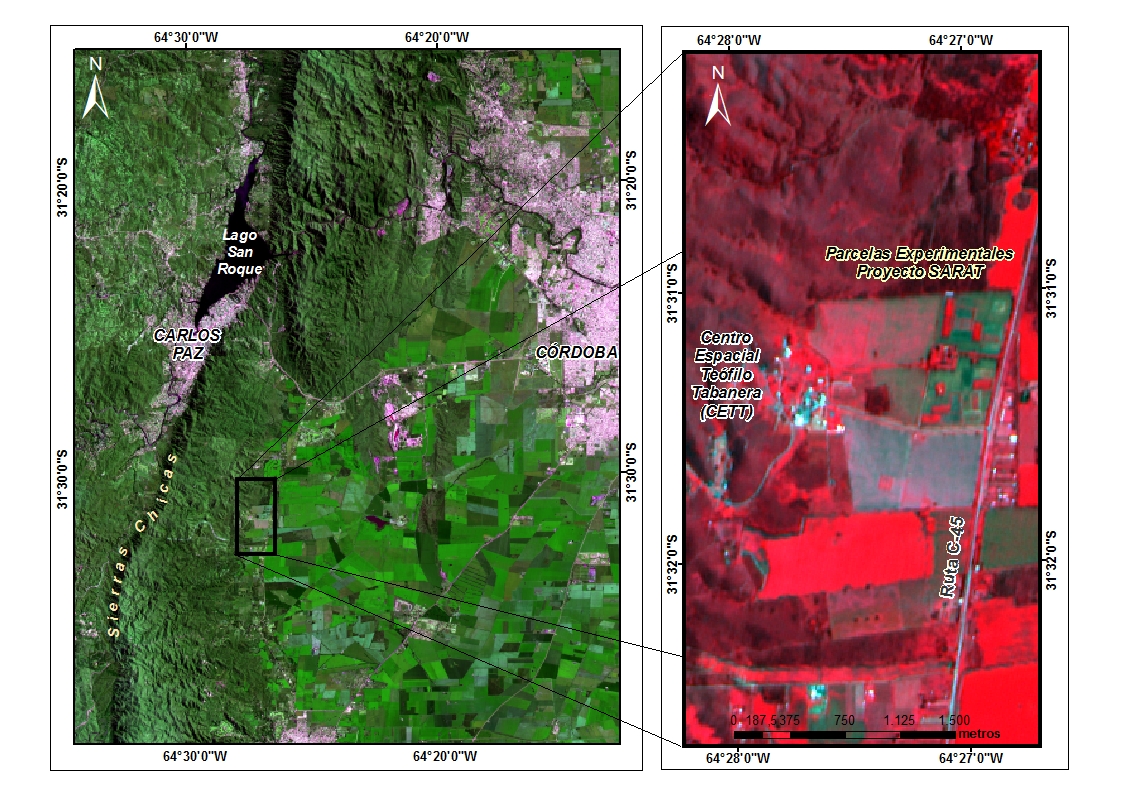 64°30'0"W
64°20'0"W
N
31°20'0"S
31°20'0"S
Lago
San
Roque
CARLOS
PAZ
CÓRDOBA
31°30'0"S
31°30'0"S
Sierras Chicas
64°30'0"W
64°20'0"W
64°28'0"W
64°27'0"W
N
Parcelas Experimentales
Proyecto SARAT
31°31'0"S
31°31'0"S
Centro
Espacial
Teófilo
Tabanera
(CETT)
Ruta C-45
31°32'0"S
31°32'0"S
0 187,5375 750 1.125 1.500
metros
64°28'0"W
64°27'0"W